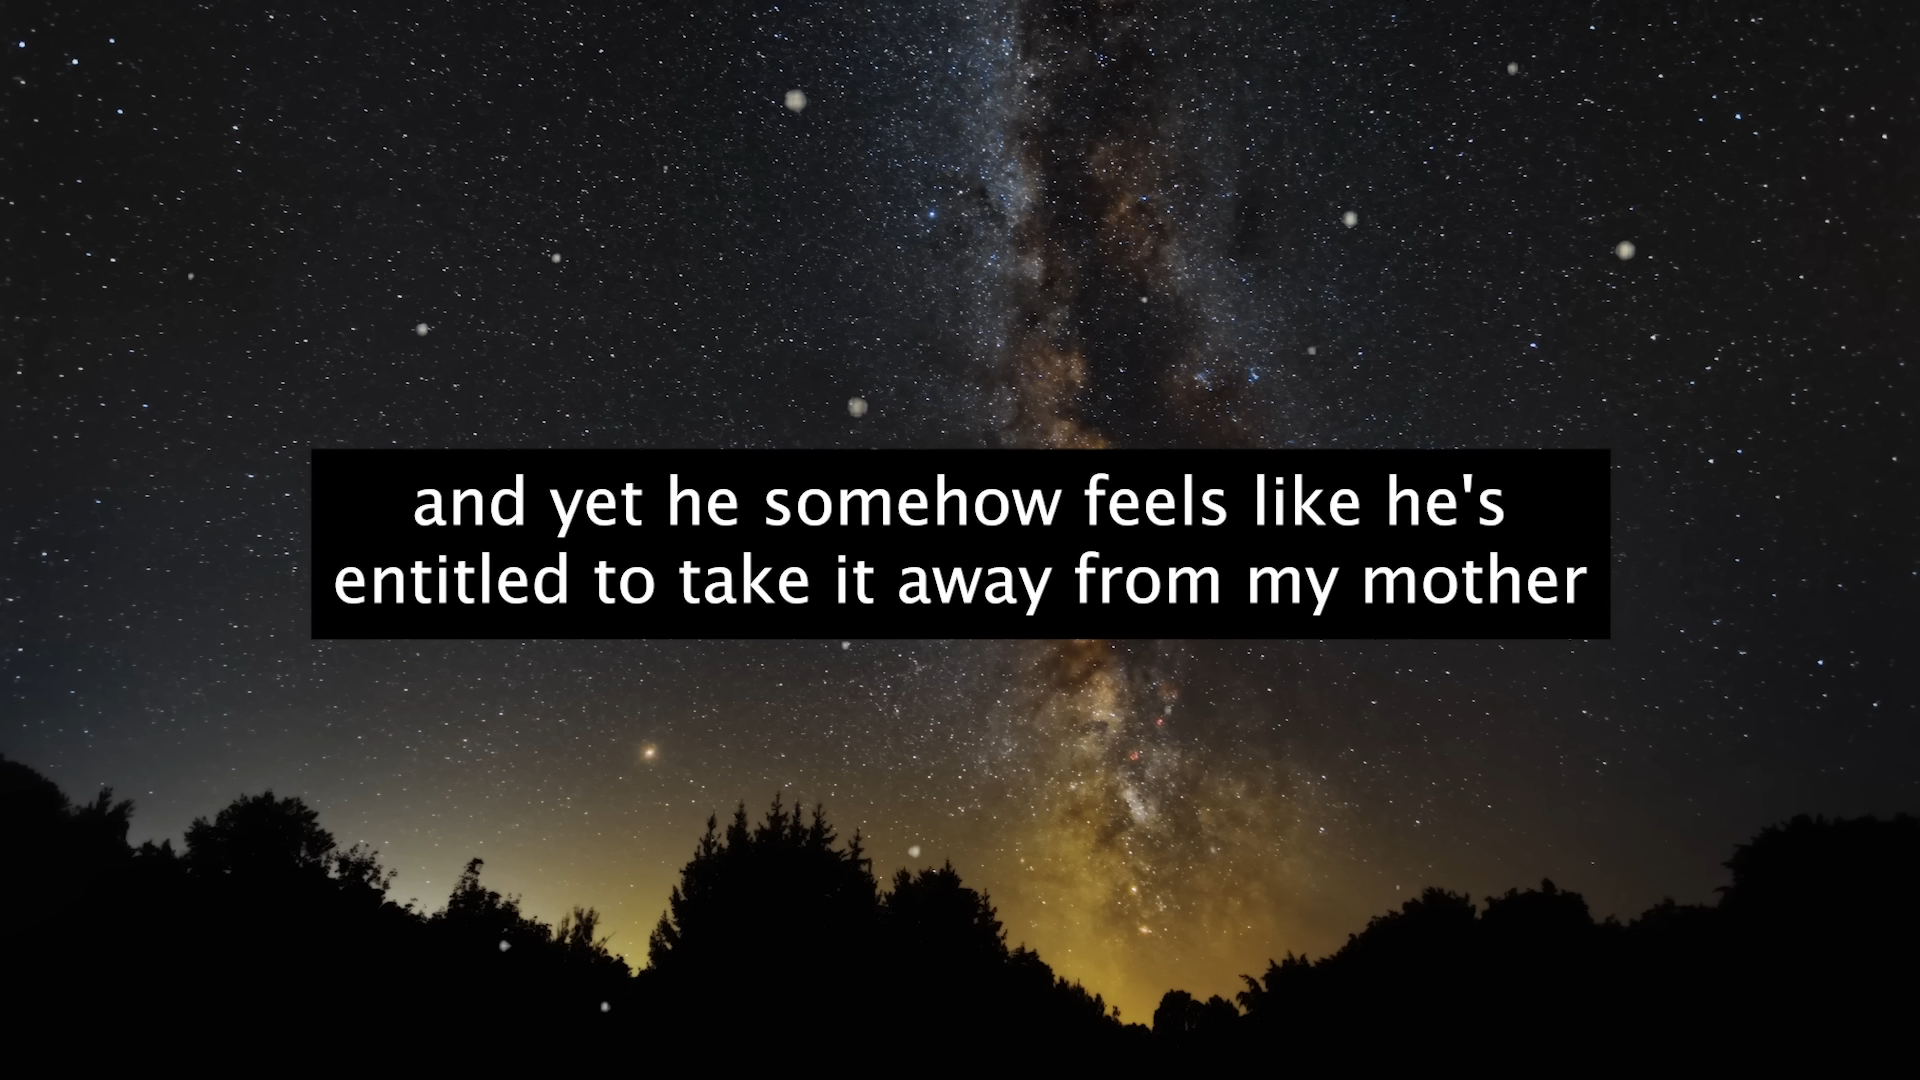 and yet he somehow feels like he's
entitled to take it away from my mother